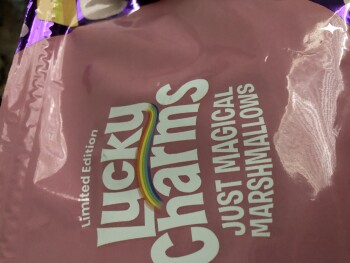 Limited Edition
Lucky
Charms
JUST MAGICAL
MARSHMALLOWS